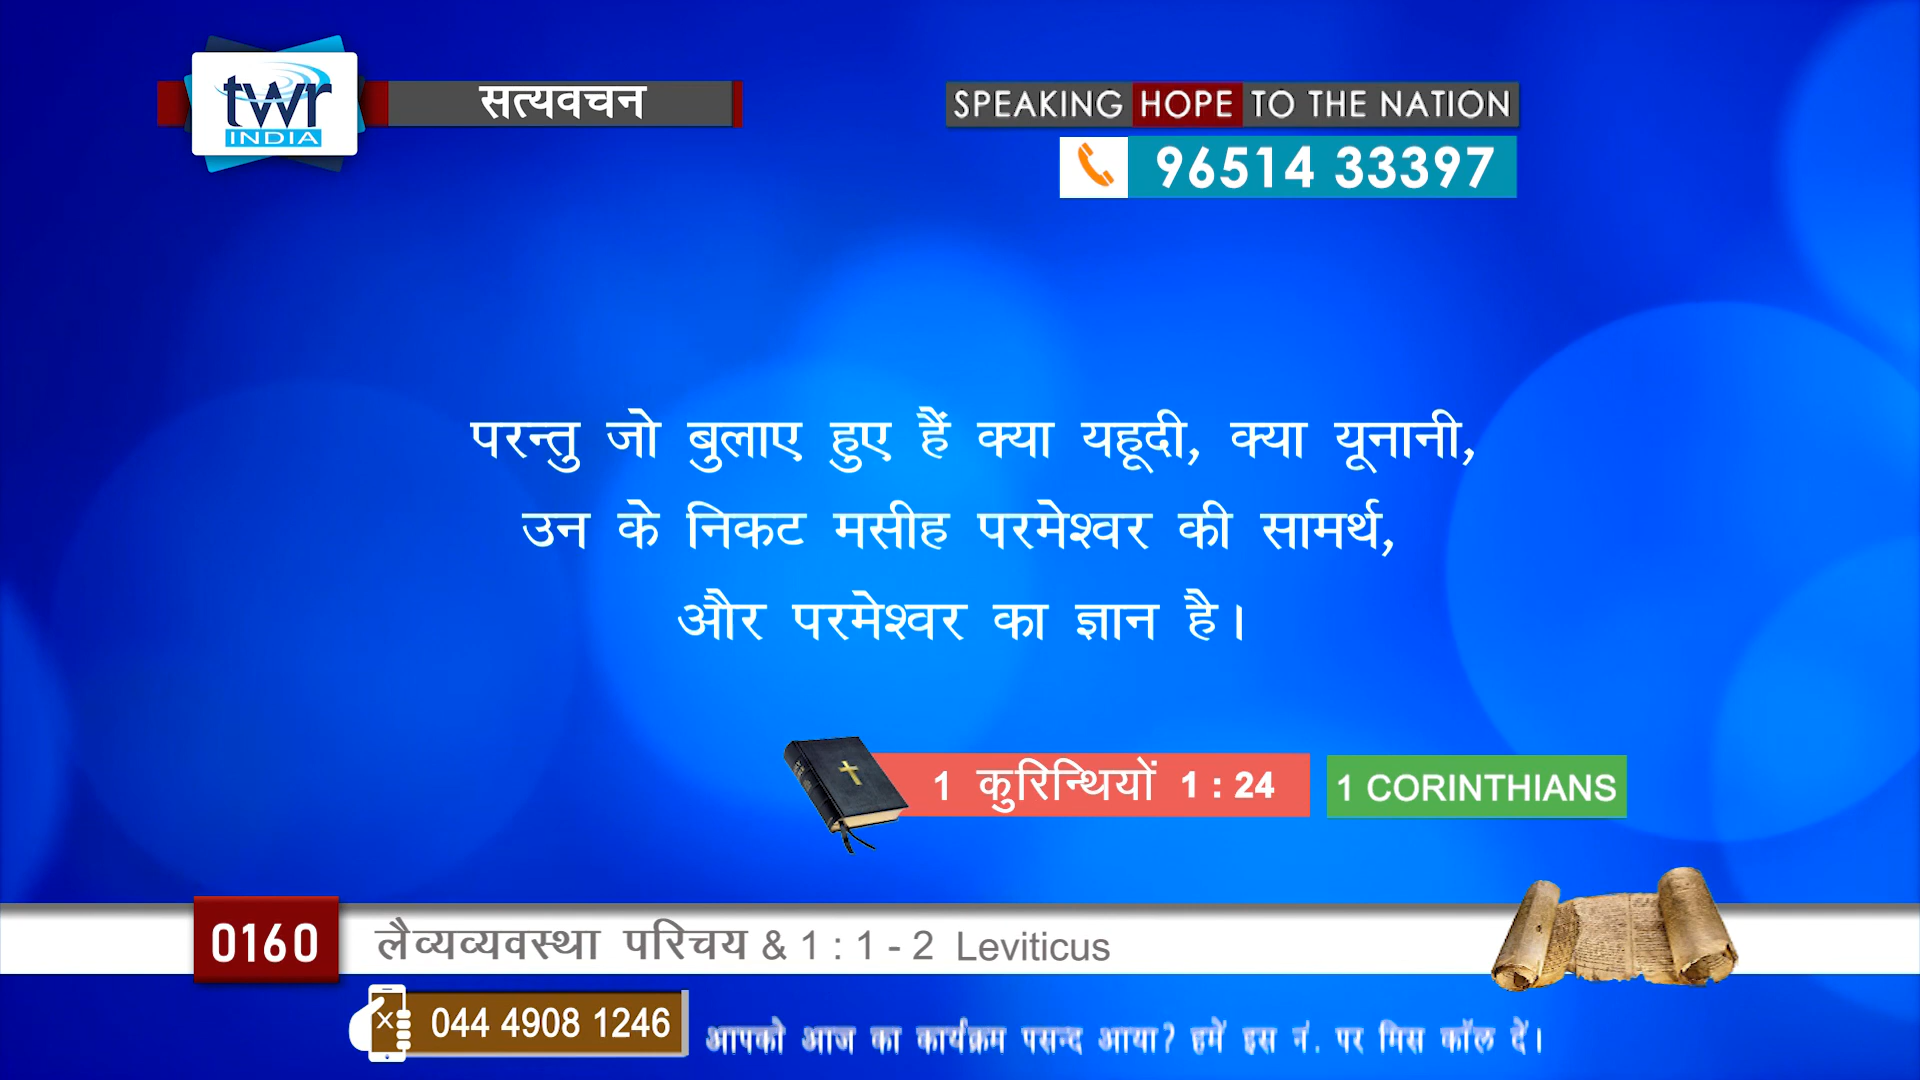 twr
INDIA
सत्यवचन
SPEAKING HOPE TO THE NATION
96514 33397
परन्तु जो बुलाए हुए हैं क्या यहूदी, क्या यूनानी,
उन के निकट मसीह परमेश्वर की सामर्थ,
और परमेश्वर का ज्ञान है।
1 कुरिन्थियों 1 : 24
1 CORINTHIANS
0160
लैव्यव्यवस्था परिचय & 1 : 1 - 2 Leviticus
044 4908 1246
आपको आज का कार्यक्रम पसन्द आया? हमें इस नं. पर मिस कॉल दें।